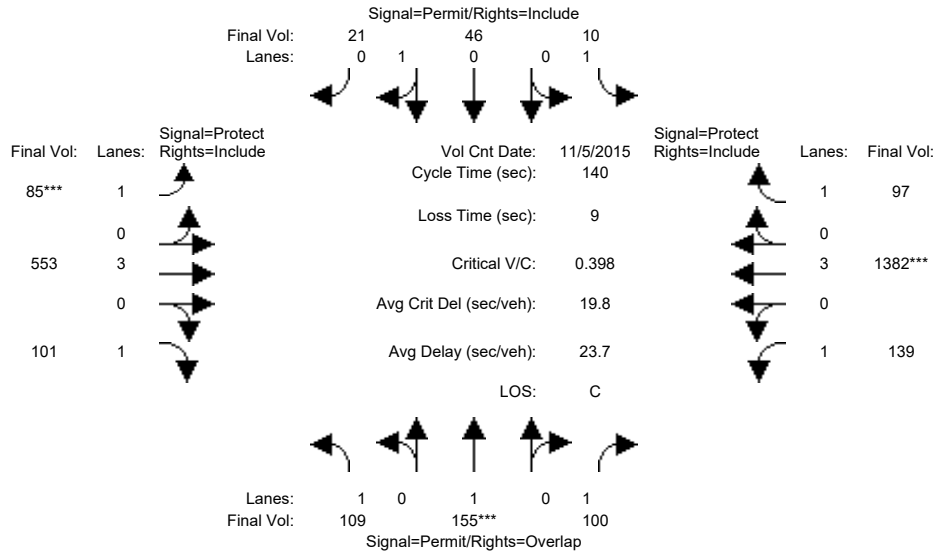 Signal=Permit/Rights=Include
Final Vol: 21 46 10
Lanes: 0 1 0 0 1
Signal=Protect Signal=Protect
Final Vol: Lanes: Rights=Include Vol Cnt Date: 11/5/2015 Rights=Include Lanes: Final Vol:
Cycle Time (sec): 140
85*** 1 1 97
Loss Time (sec): 9
0 0
553 3 Critical V/C: 0.398 3 1382***
0 Avg Crit Del (sec/veh): 19.8 0
101 1 Avg Delay (sec/veh): 23.7 1 139
LOS: C
Lanes: 1 0 1 0 1
Final Vol: 109 155*** 100
Signal=Permit/Rights=Overlap